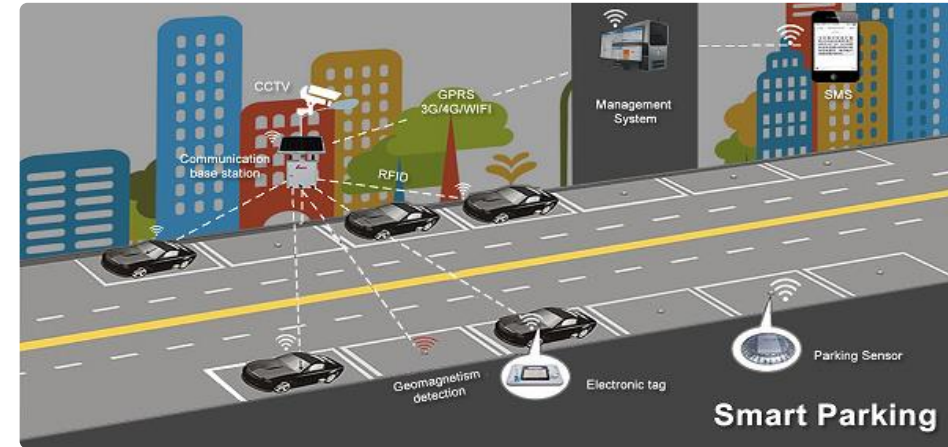 CCTV
GPRS
3G/4G/WIFI
Management
System
SMS
Communication
base station
RFID
Geomagnetism
detection
Electronic tag
Parking Sensor
Smart Parking